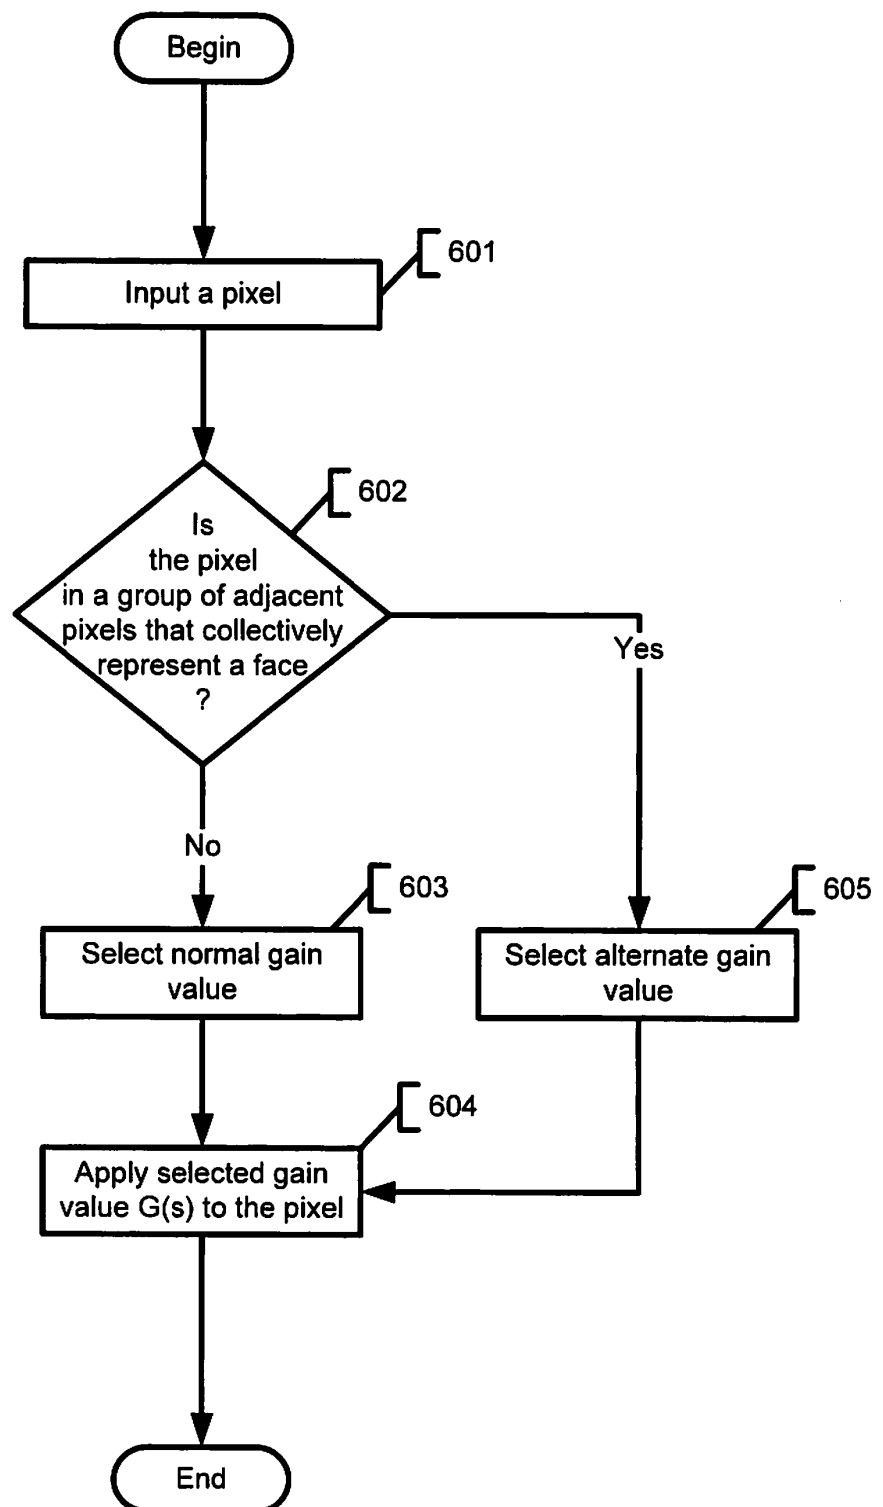 Begin
601
Input a pixel
602
Is
the pixel
in a group of adjacent
pixels that collectively
represent a face
?
Yes
No
603
605
Select normal gain
value
Select alternate gain
value
604
Apply selected gain
value G(s) to the pixel
End